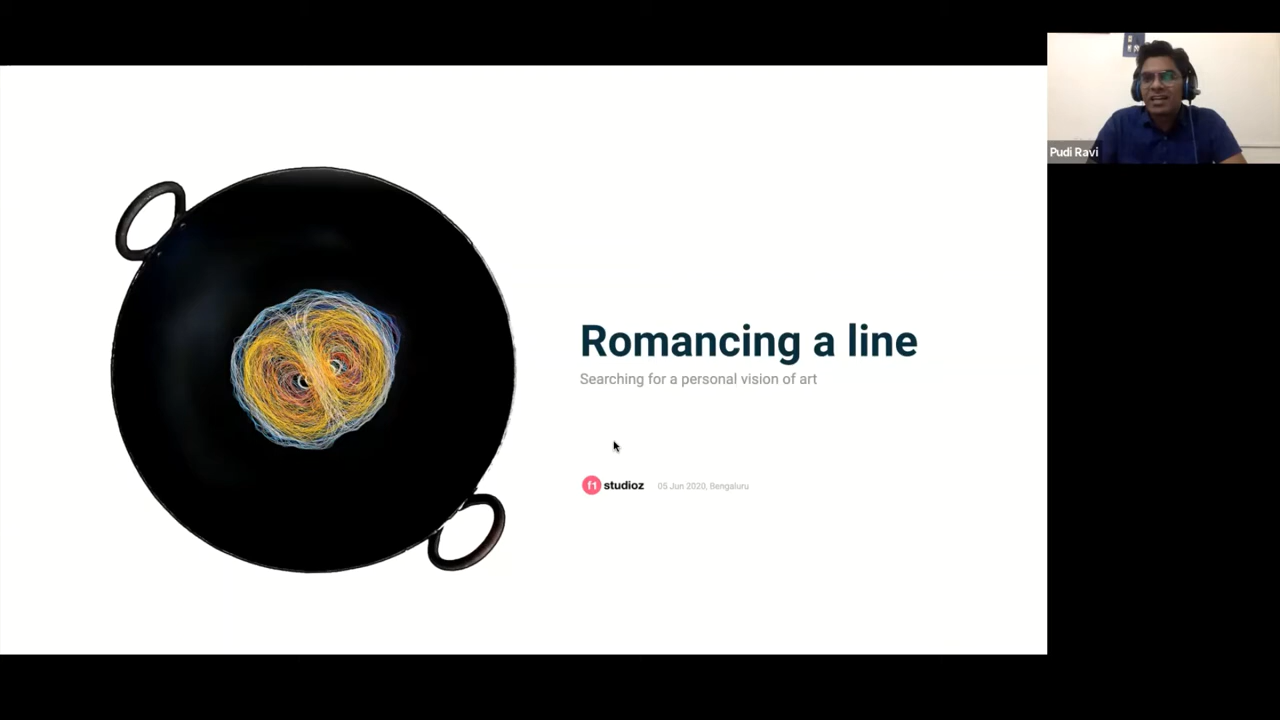 Romancing a line
Searching for a personal vision of art
f1 studioz 05 Jun 2020, Bengaluru
Pudi Ravi